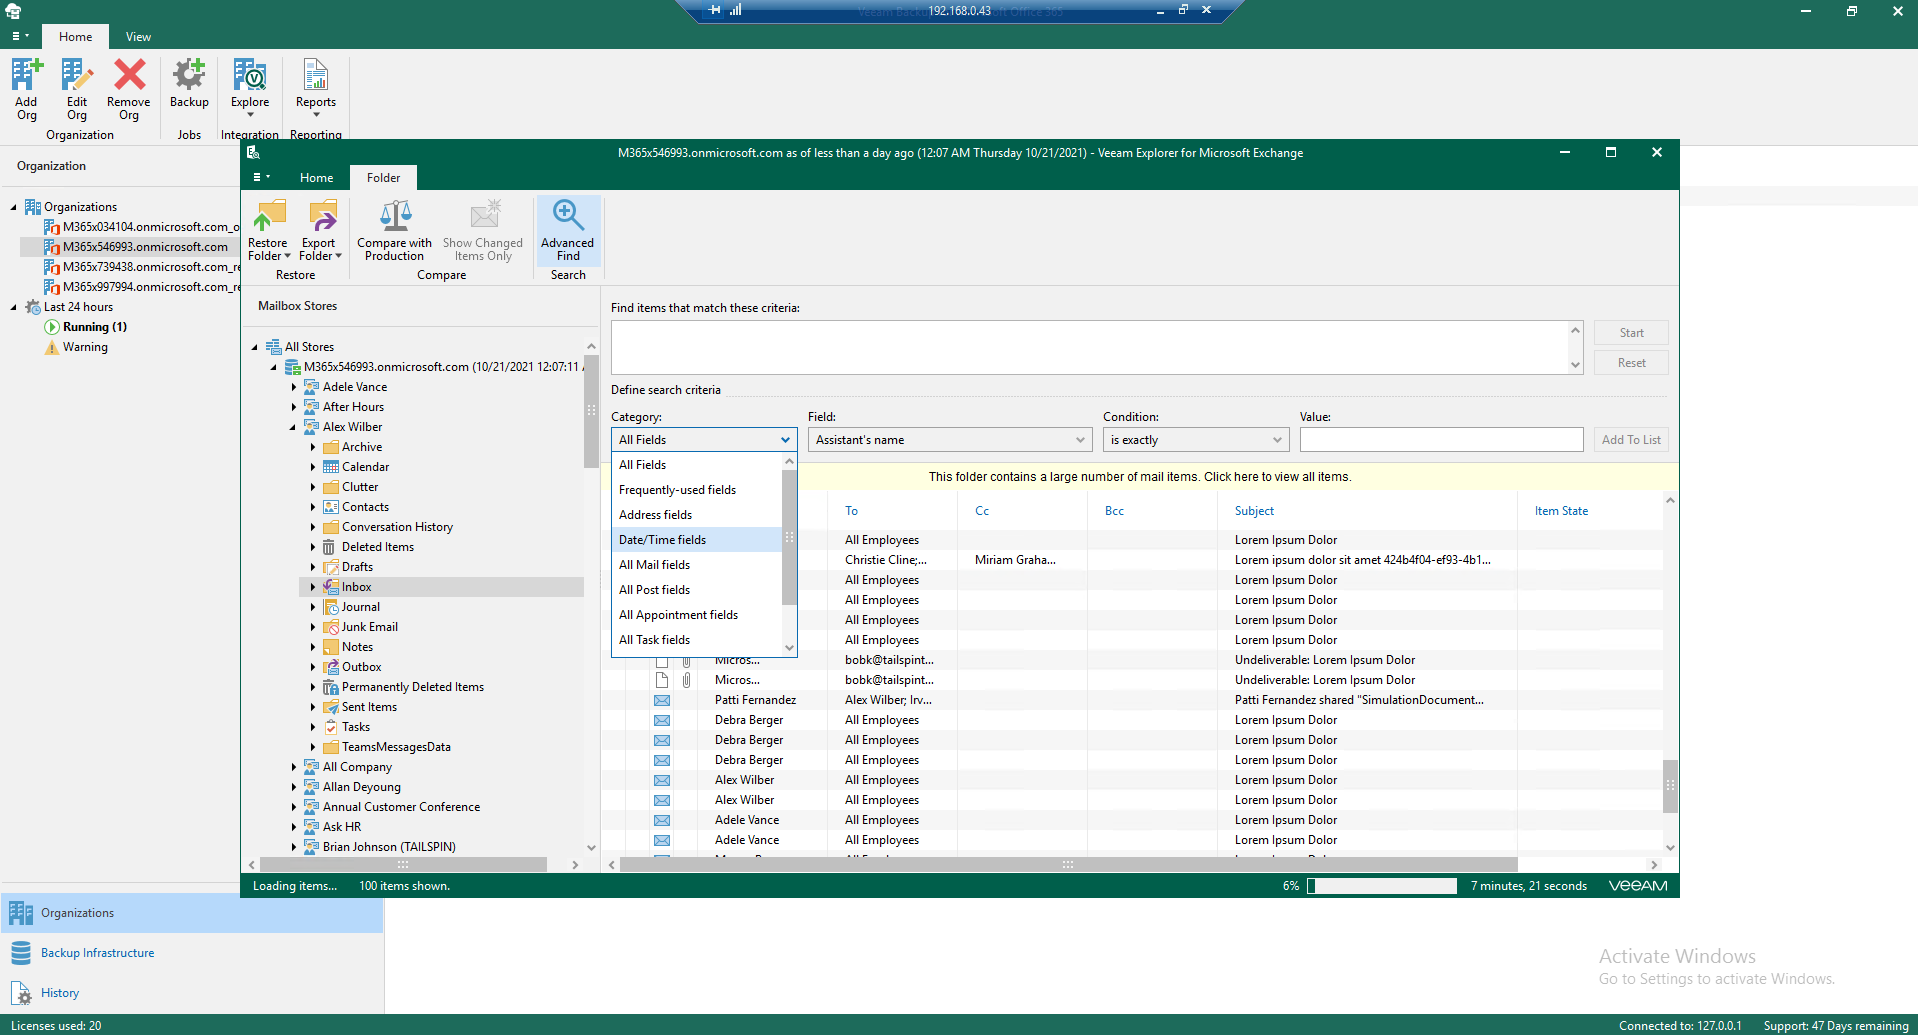 192.168.0.43
Home
View
Add Org
Edit Org
Remove Org
Backup
Explore
Reports
Organization
Jobs
Integration
Reporting
Organization
Organizations
M365x034104.onmicrosoft.com_o
M365x546993.onmicrosoft.com
M365x739438.onmicrosoft.com_re
M365x997994.onmicrosoft.com_re
Last 24 hours
Running (1)
Warning
M365x546993.onmicrosoft.com as of less than a day ago (12:07 AM Thursday 10/21/2021) - Veeam Explorer for Microsoft Exchange
Home
Folder
Restore Folder
Export Folder
Compare with Production
Show Changed Items Only
Advanced Find
Restore
Compare
Search
Mailbox Stores
All Stores
M365x546993.onmicrosoft.com (10/21/2021 12:07:11
Adele Vance
After Hours
Alex Wilber
Archive
Calendar
Clutter
Contacts
Conversation History
Deleted Items
Drafts
Inbox
Journal
Junk Email
Notes
Outbox
Permanently Deleted Items
Sent Items
Tasks
TeamsMessagesData
All Company
Allan Deyoung
Annual Customer Conference
Ask HR
Brian Johnson (TAILSPIN)
Find items that match these criteria:
Start
Reset
Define search criteria
Category:
Field:
Condition:
Value:
All Fields
Assistant's name
is exactly
Add To List
All Fields
Frequently-used fields
Address fields
Date/Time fields
All Mail fields
All Post fields
All Appointment fields
All Task fields
This folder contains a large number of mail items. Click here to view all items.
To Cc Bcc Subject Item State
All Employees Lorem Ipsum Dolor
Christie Cline;... Miriam Graha... Lorem ipsum dolor sit amet 424b4f04-ef93-4b1...
All Employees Lorem Ipsum Dolor
All Employees Lorem Ipsum Dolor
All Employees Lorem Ipsum Dolor
All Employees Lorem Ipsum Dolor
Micros... bobk@tailspint... Undeliverable: Lorem Ipsum Dolor
Micros... bobk@tailspint... Undeliverable: Lorem Ipsum Dolor
Patti Fernandez Alex Wilber; Irv... Patti Fernandez shared "SimulationDocument...
Debra Berger All Employees Lorem Ipsum Dolor
Debra Berger All Employees Lorem Ipsum Dolor
Debra Berger All Employees Lorem Ipsum Dolor
Alex Wilber All Employees Lorem Ipsum Dolor
Alex Wilber All Employees Lorem Ipsum Dolor
Adele Vance All Employees Lorem Ipsum Dolor
Adele Vance All Employees Lorem Ipsum Dolor
Loading items...
100 items shown.
6%
7 minutes, 21 seconds
VEEAM
Organizations
Backup Infrastructure
History
Activate Windows
Go to Settings to activate Windows.
Licenses used: 20
Connected to: 127.0.0.1
Support: 47 Days remaining